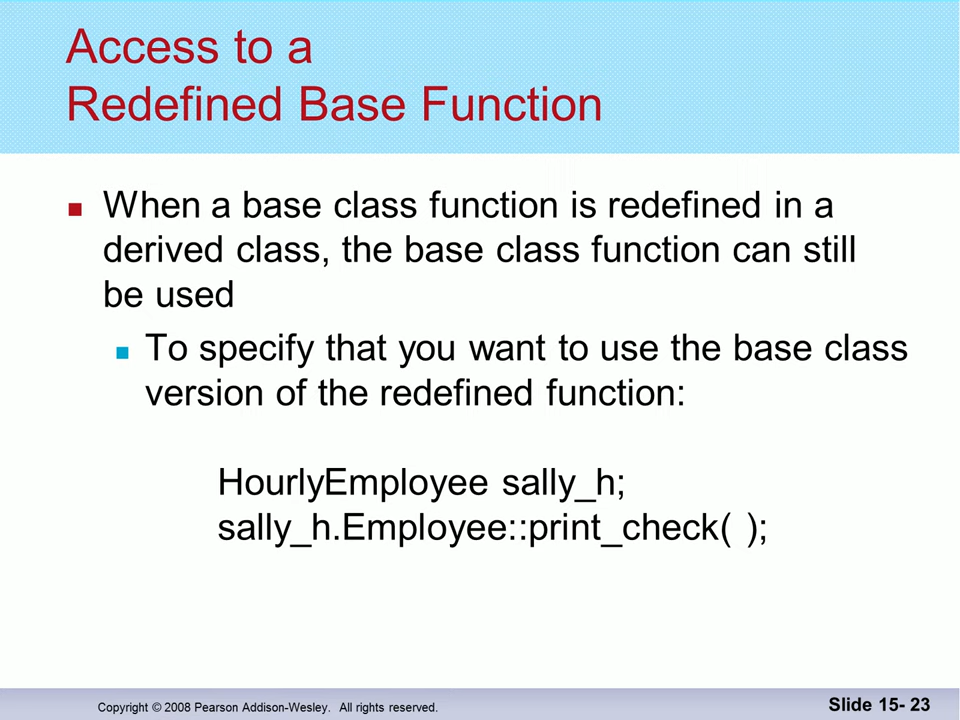 Access to a
Redefined Base Function
When a base class function is redefined in a
derived class, the base class function can still
be used
To specify that you want to use the base class
version of the redefined function:
HourlyEmployee sally_h;
sally_h.Employee::print_check( );
Copyright © 2008 Pearson Addison-Wesley. All rights reserved.
Slide 15- 23